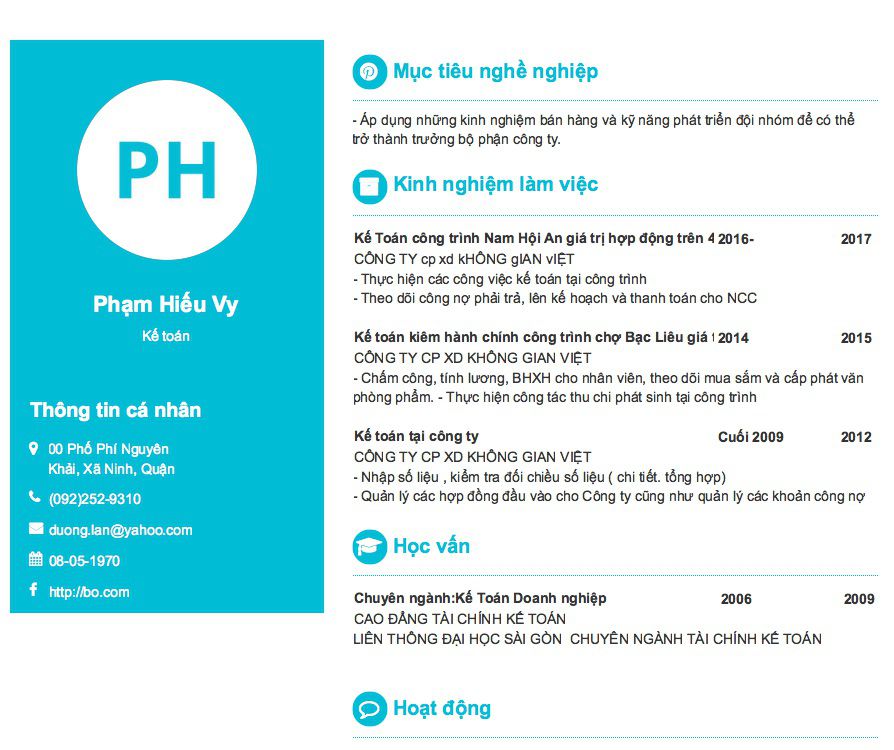 PH
Phạm Hiếu Vy
Kế toán
Thông tin cá nhân
00 Phố Phí Nguyên
Khải, Xã Ninh, Quận
(092)252-9310
duong.lan@yahoo.com
08-05-1970
http://bo.com
Mục tiêu nghề nghiệp
- Áp dụng những kinh nghiệm bán hàng và kỹ năng phát triển đội nhóm để có thể
trở thành trưởng bộ phận công ty.
Kinh nghiệm làm việc
Kế Toán công trình Nam Hội An giá trị hợp động trên 4 2016- 2017
CÔNG TY cp xd kHÔNG gIAN vIỆT
- Thực hiện các công việc kế toán tại công trình
- Theo dõi công nợ phải trả, lên kế hoạch và thanh toán cho NCC
Kế toán kiêm hành chính công trình chợ Bạc Liêu giá 2014 2015
CÔNG TY CP XD KHÔNG GIAN VIỆT
- Chấm công, tính lương, BHXH cho nhân viên, theo dõi mua sắm và cấp phát văn
phòng phẩm. - Thực hiện công tác thu chi phát sinh tại công trình
Kế toán tại công ty Cuối 2009 2012
CÔNG TY CP XD KHÔNG GIAN VIỆT
- Nhập số liệu , kiểm tra đối chiều số liệu ( chi tiết. tổng hợp)
- Quản lý các hợp đồng đầu vào cho Công ty cũng như quản lý các khoản công nợ
Học vấn
Chuyên ngành:Kế Toán Doanh nghiệp 2006 2009
CAO ĐẲNG TÀI CHÍNH KẾ TOÁN
LIÊN THÔNG ĐẠI HỌC SÀI GÒN CHUYÊN NGÀNH TÀI CHÍNH KẾ TOÁN
Hoạt động